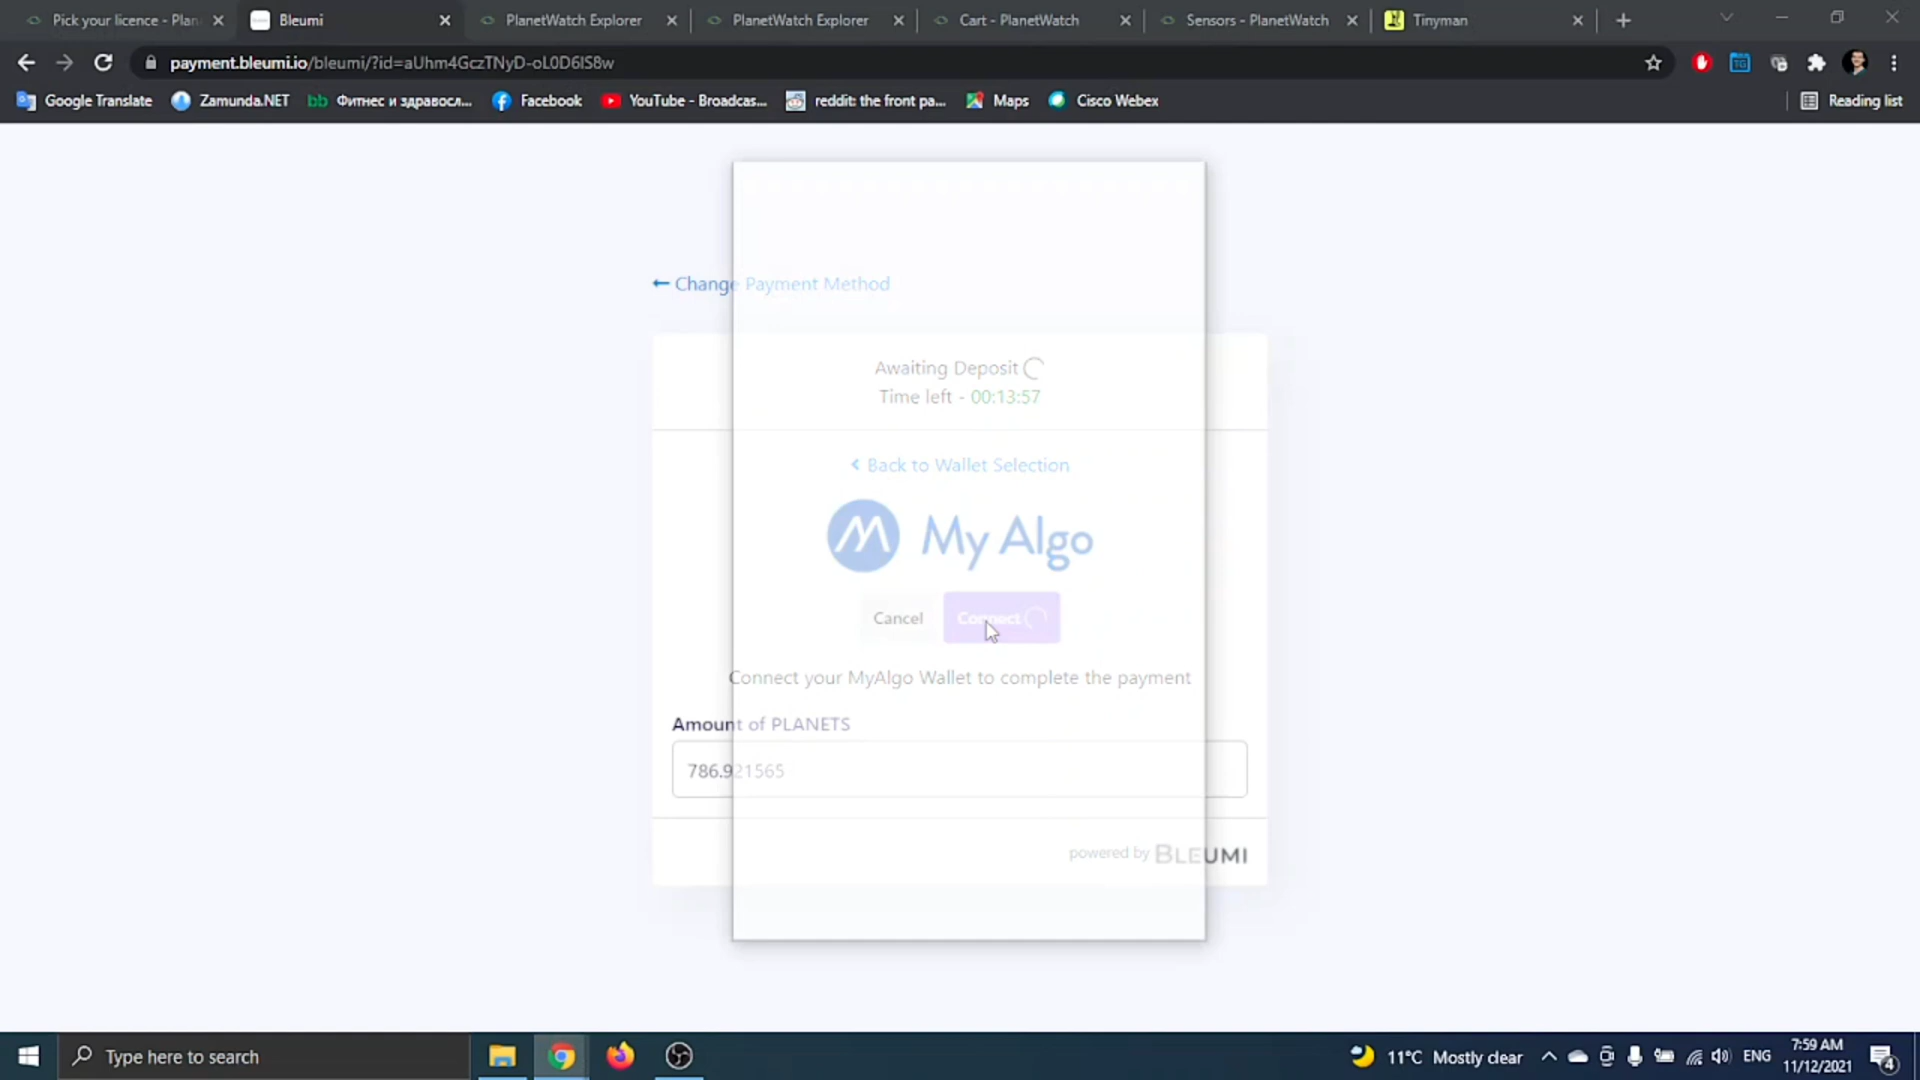 Pick your licence - Plan
Bleumi
PlanetWatch Explorer
PlanetWatch Explorer
Cart - PlanetWatch
Sensors - PlanetWatch
Tinyman
payment.bleumi.io/bleumi/?id=aUhm4GczTNyD-oL0D6IS8w
Google Translate
Zamunda.NET
bb Фитнес и здравосл...
Facebook
YouTube - Broadcas...
reddit: the front pa...
Maps
Cisco Webex
Reading list
Change Payment Method
Awaiting Deposit
Time left - 00:13:57
Back to Wallet Selection
My Algo
Cancel
Connect
Connect your MyAlgo Wallet to complete the payment
Amount of PLANETS
786.921565
powered by BLEUMI
Type here to search
11°C Mostly clear
ENG
7:59 AM
11/12/2021
4